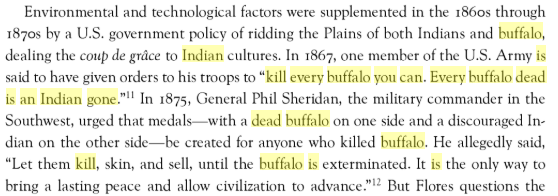 Environmental and technological factors were supplemented in the 1860s through
1870s by a U.S. government policy of ridding the Plains of both Indians and buffalo,
dealing the coup de grâce to Indian cultures. In 1867, one member of the U.S. Army is
said to have given orders to his troops to “kill every buffalo you can. Every buffalo dead
is an Indian gone.”11 In 1875, General Phil Sheridan, the military commander in the
Southwest, urged that medals—with a dead buffalo on one side and a discouraged In-
dian on the other side—be created for anyone who killed buffalo. He allegedly said,
“Let them kill, skin, and sell, until the buffalo is exterminated. It is the only way to
bring a lasting peace and allow civilization to advance.”12 But Flores questions the